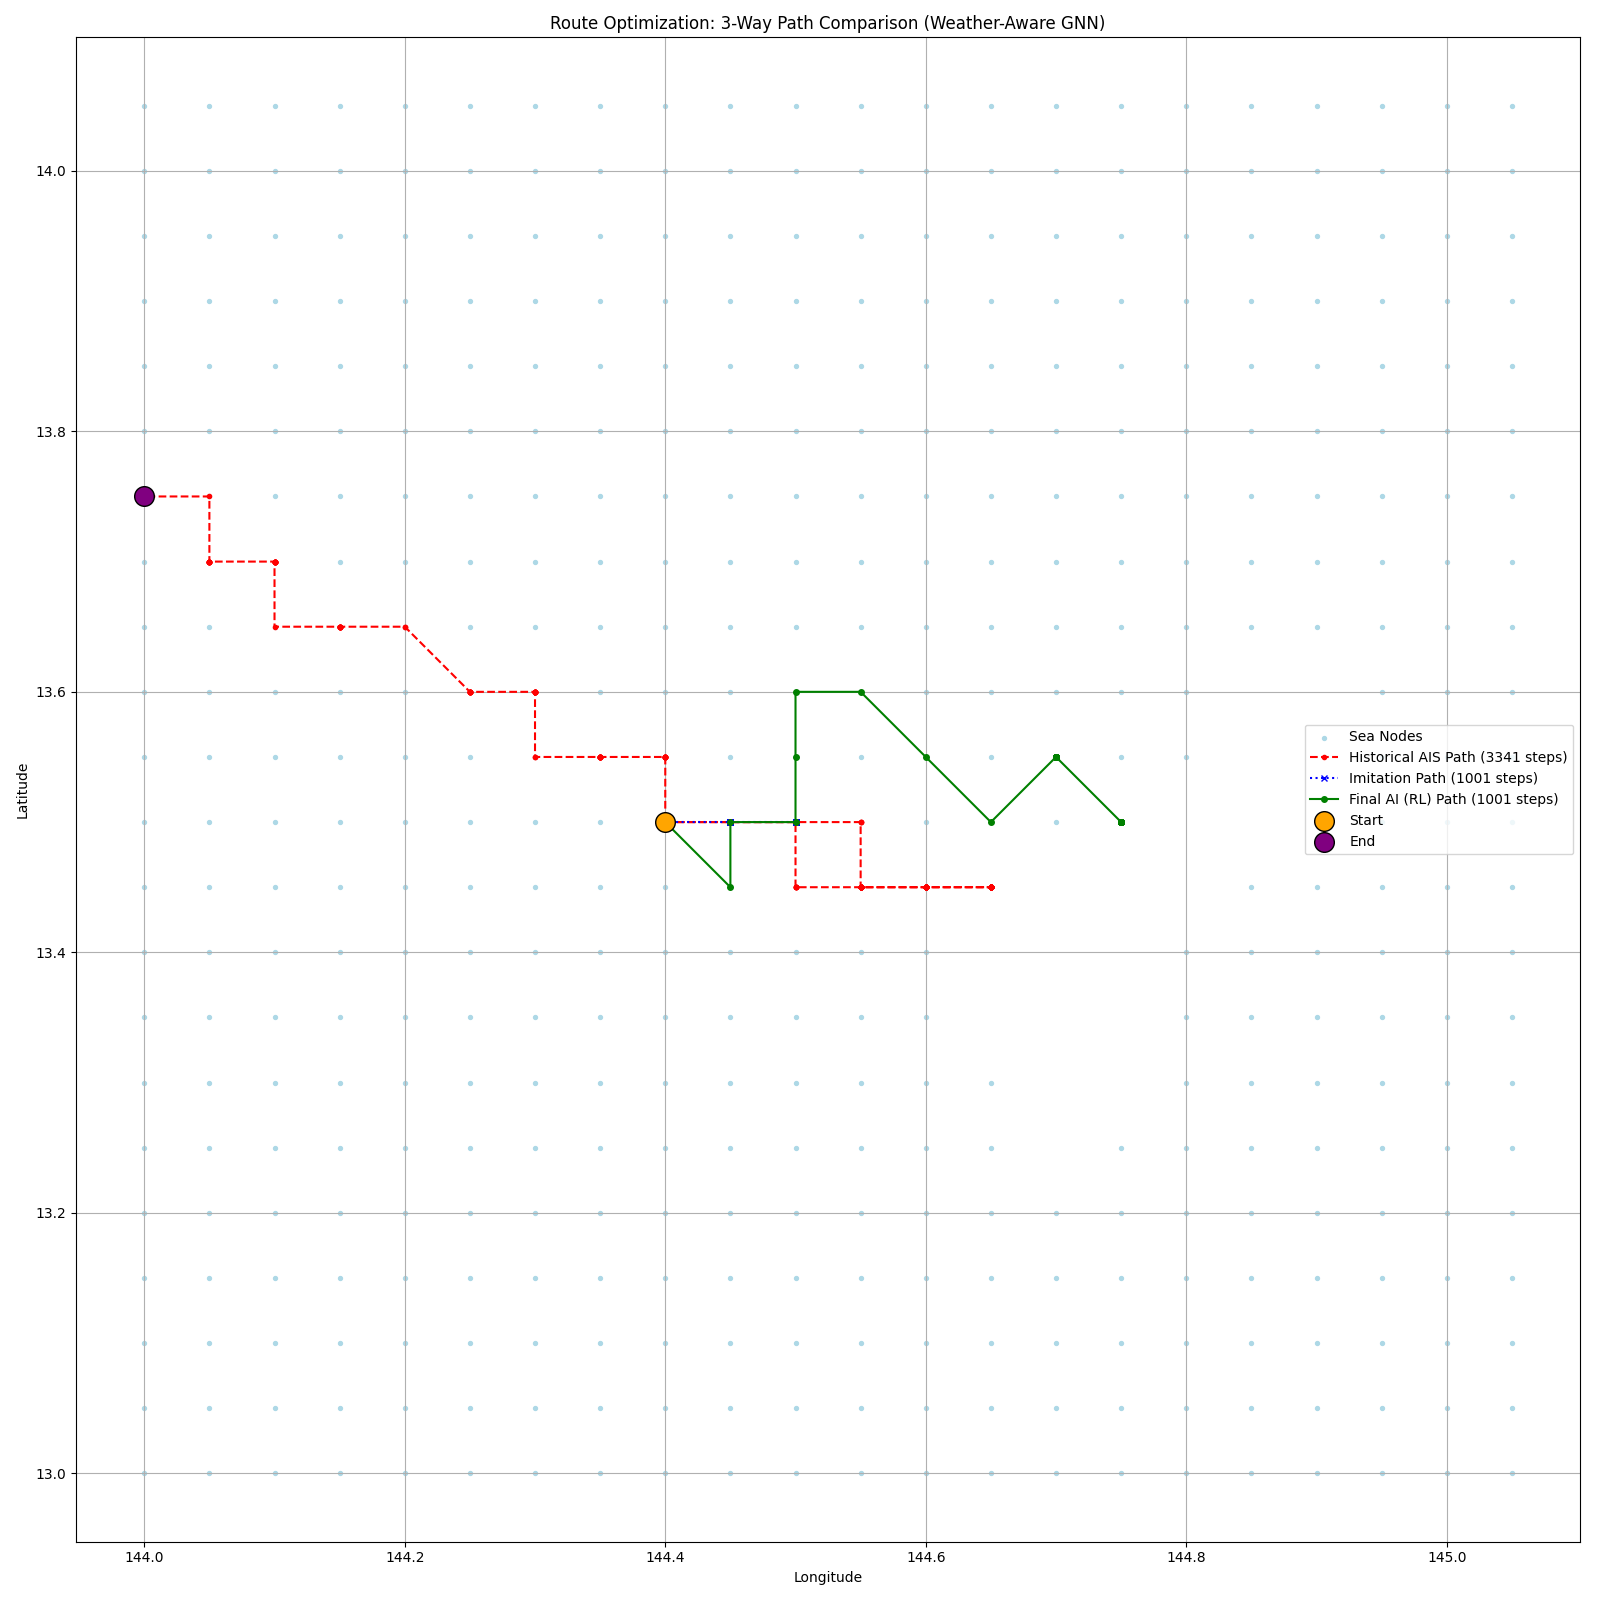 Route Optimization: 3-Way Path Comparison (Weather-Aware GNN)
Latitude
14.0
13.8
13.6
13.4
13.2
13.0
Sea Nodes
Historical AIS Path (3341 steps)
Imitation Path (1001 steps)
Final AI (RL) Path (1001 steps)
Start
End
144.0
144.2
144.4
144.6
144.8
145.0
Longitude